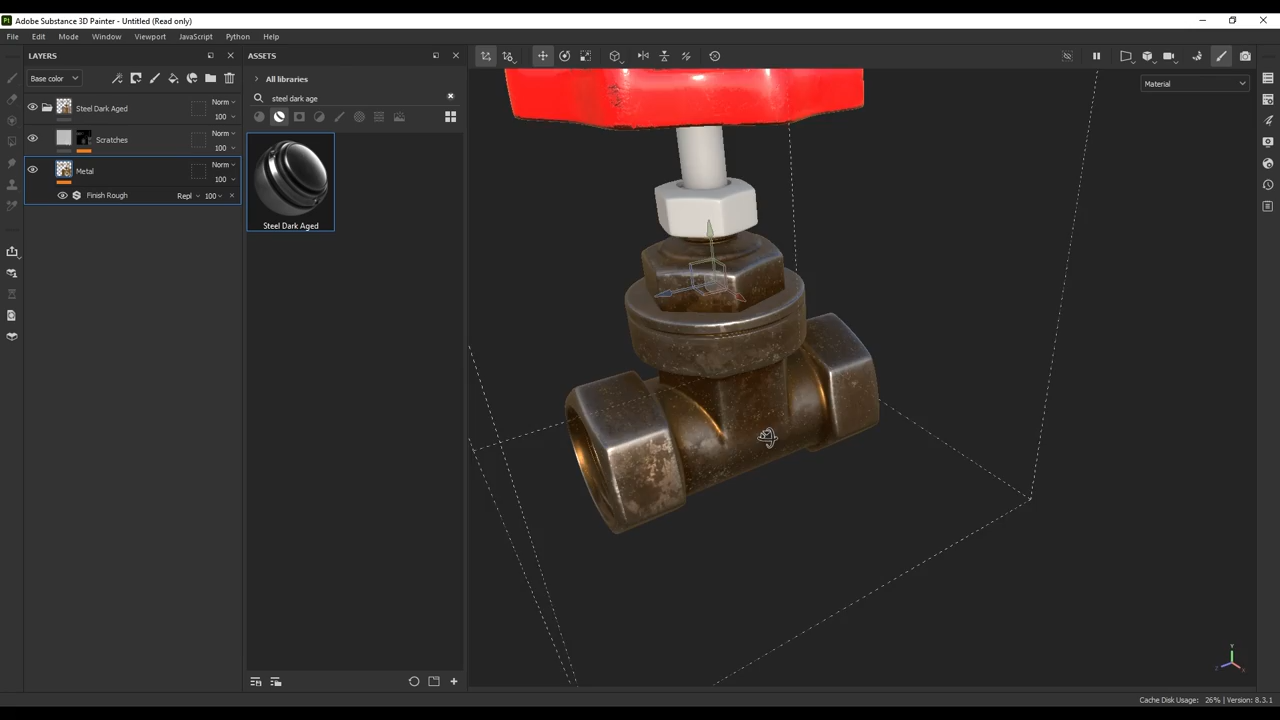 Pt Adobe Substance 3D Painter - Untitled (Read only)
File Edit Mode Window Viewport JavaScript Python Help
LAYERS
ASSETS
Base color
All libraries
Material
steel dark age
Steel Dark Aged
Norm
100
Scratches
Norm
100
Metal
Norm
100
Finish Rough Repl 100
Steel Dark Aged
Y
Z X
Cache Disk Usage: 26% | Version: 8.3.1